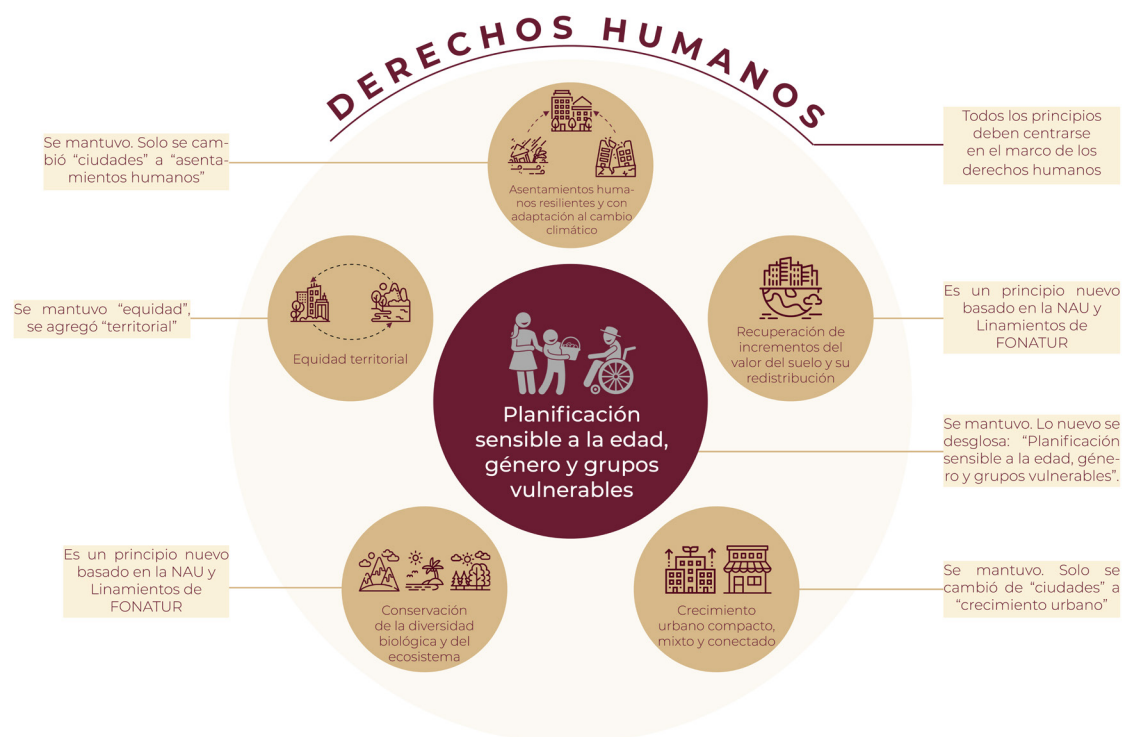 DERECHOS HUMANOS
Se mantuvo. Solo se cam-
bió “ciudades” a “asenta-
mientos humanos”
Asentamientos huma-
nos resilientes y con
adaptación al cambio
climático
Todos los principios
deben centrarse
en el marco de los
derechos humanos
Se mantuvo “equidad”,
se agregó “territorial”
Equidad territorial
Recuperación de
incrementos del
valor del suelo y su
redistribución
Es un principio nuevo
basado en la NAU y
Linamientos de
FONATUR
Planificación
sensible a la edad,
género y grupos
vulnerables
Se mantuvo. Lo nuevo se
desglosa: “Planificación
sensible a la edad, géne-
ro y grupos vulnerables”.
Es un principio nuevo
basado en la NAU y
Linamientos de
FONATUR
Conservación
de la diversidad
biológica y del
ecosistema
Crecimiento
urbano compacto,
mixto y conectado
Se mantuvo. Solo se
cambió de “ciudades” a
“crecimiento urbano”